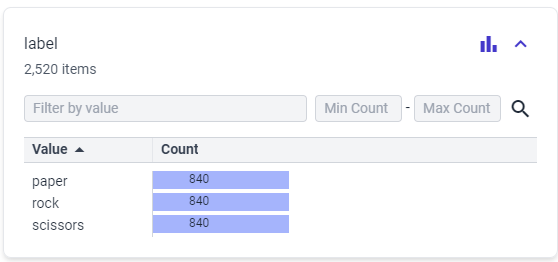 label
2,520 items
Filter by value Min Count - Max Count
Value Count
paper 840
rock 840
scissors 840